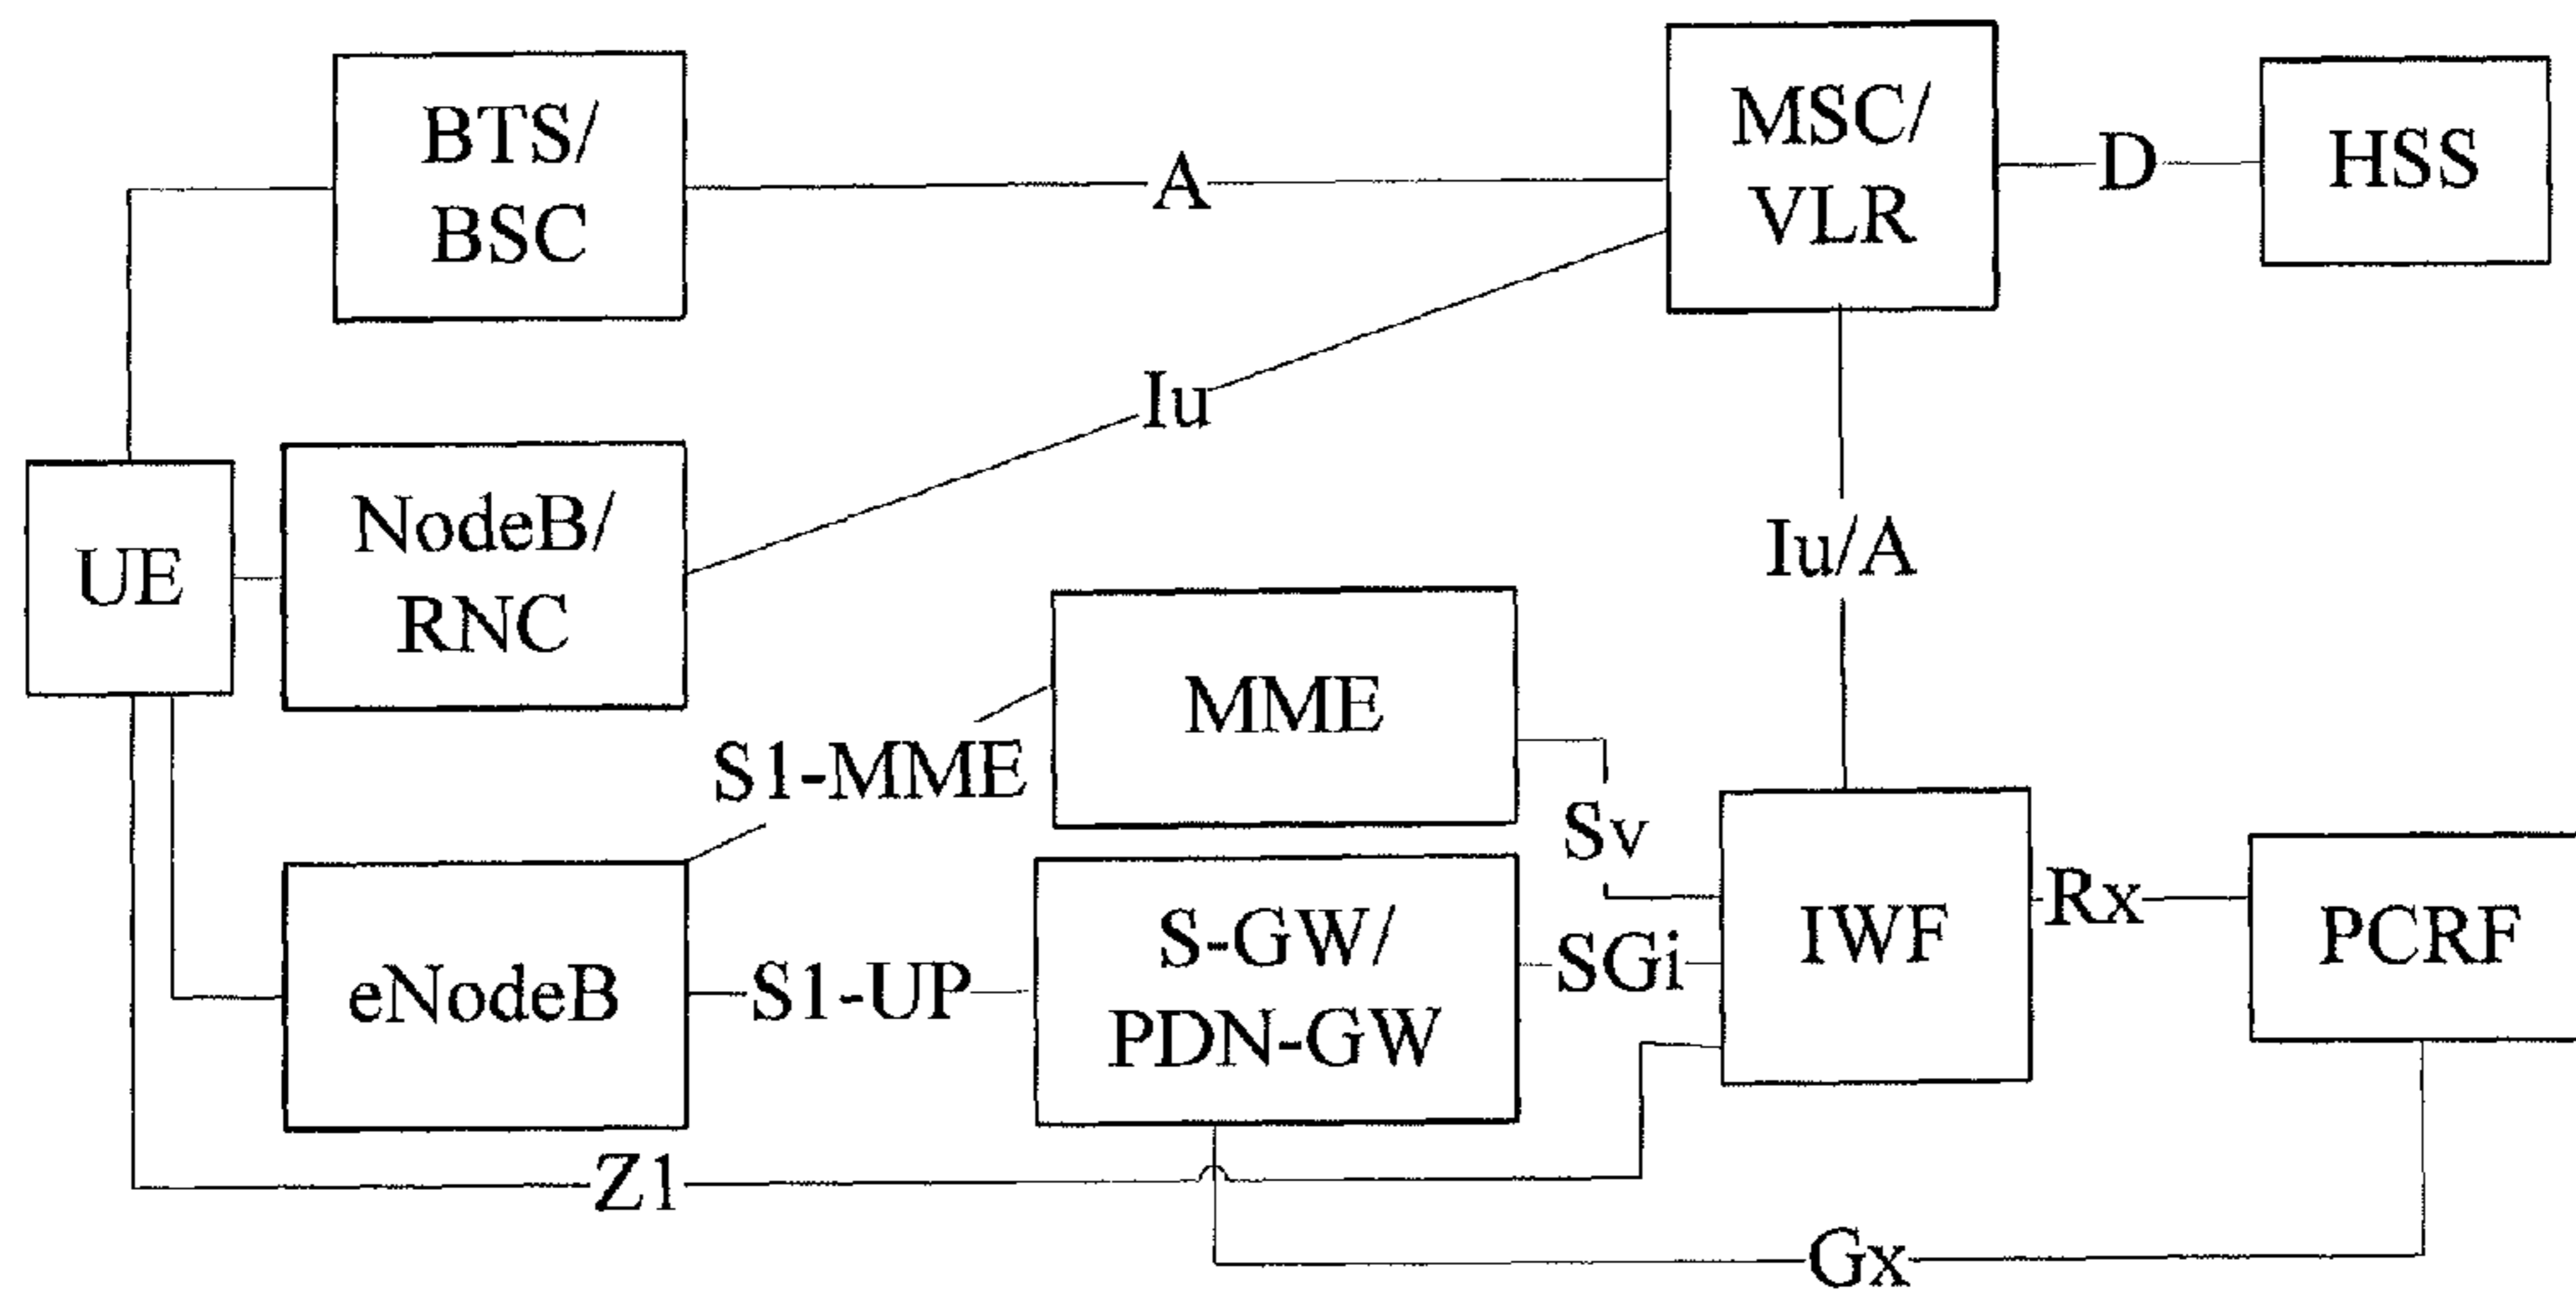 BTS/
BSC
A
MSC/
VLR
D
HSS
Iu
UE
NodeB/
RNC
Iu/A
MME
S1-MME
Sv
eNodeB
S1-UP
S-GW/
PDN-GW
SGi
IWF
Rx
PCRF
Z1
Gx